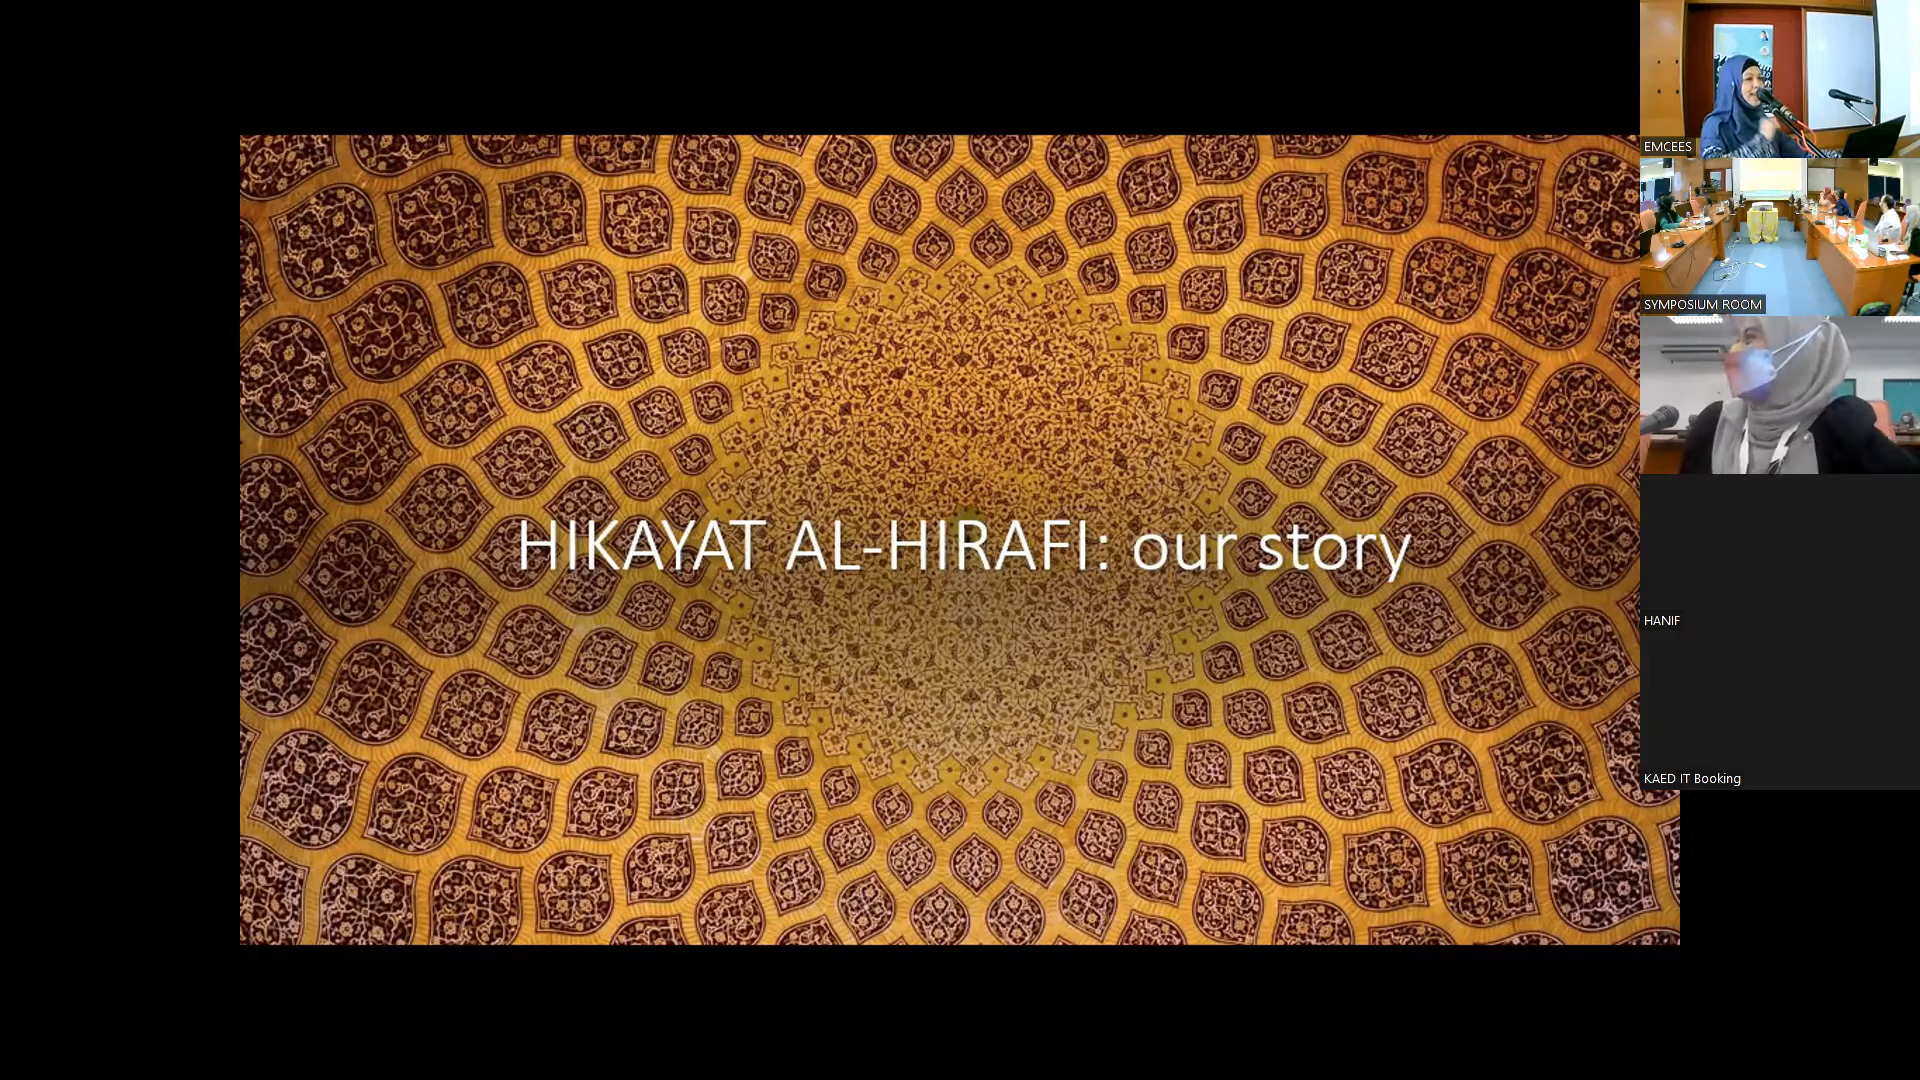 HIKAYAT AL-HIRAFI: our story
EMCEES
SYMPOSIUM ROOM
HANIF
KAED IT Booking